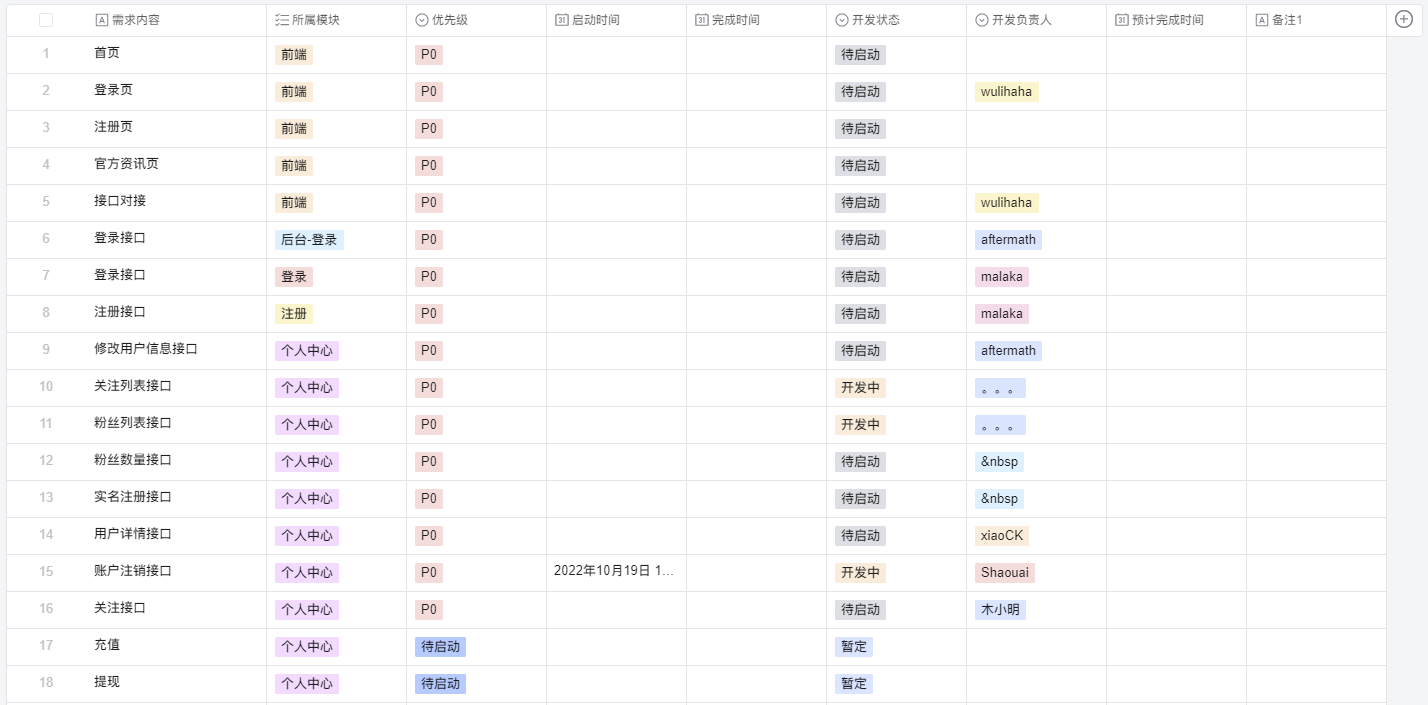 需求内容 所属模块 优先级 启动时间 完成时间 开发状态 开发负责人 预计完成时间 备注1
1 首页 前端 P0 待启动
2 登录页 前端 P0 待启动 wulihaha
3 注册页 前端 P0 待启动
4 官方资讯页 前端 P0 待启动
5 接口对接 前端 P0 待启动 wulihaha
6 登录接口 后台-登录 P0 待启动 aftermath
7 登录接口 登录 P0 待启动 malaka
8 注册接口 注册 P0 待启动 malaka
9 修改用户信息接口 个人中心 P0 待启动 aftermath
10 关注列表接口 个人中心 P0 开发中 。。。
11 粉丝列表接口 个人中心 P0 开发中 。。。
12 粉丝数量接口 个人中心 P0 待启动 &nbsp
13 实名注册接口 个人中心 P0 待启动 &nbsp
14 用户详情接口 个人中心 P0 待启动 xiaoCK
15 账户注销接口 个人中心 P0 2022年10月19日 1... 开发中 Shaouai
16 关注接口 个人中心 P0 待启动 木小明
17 充值 个人中心 待启动 暂定
18 提现 个人中心 待启动 暂定